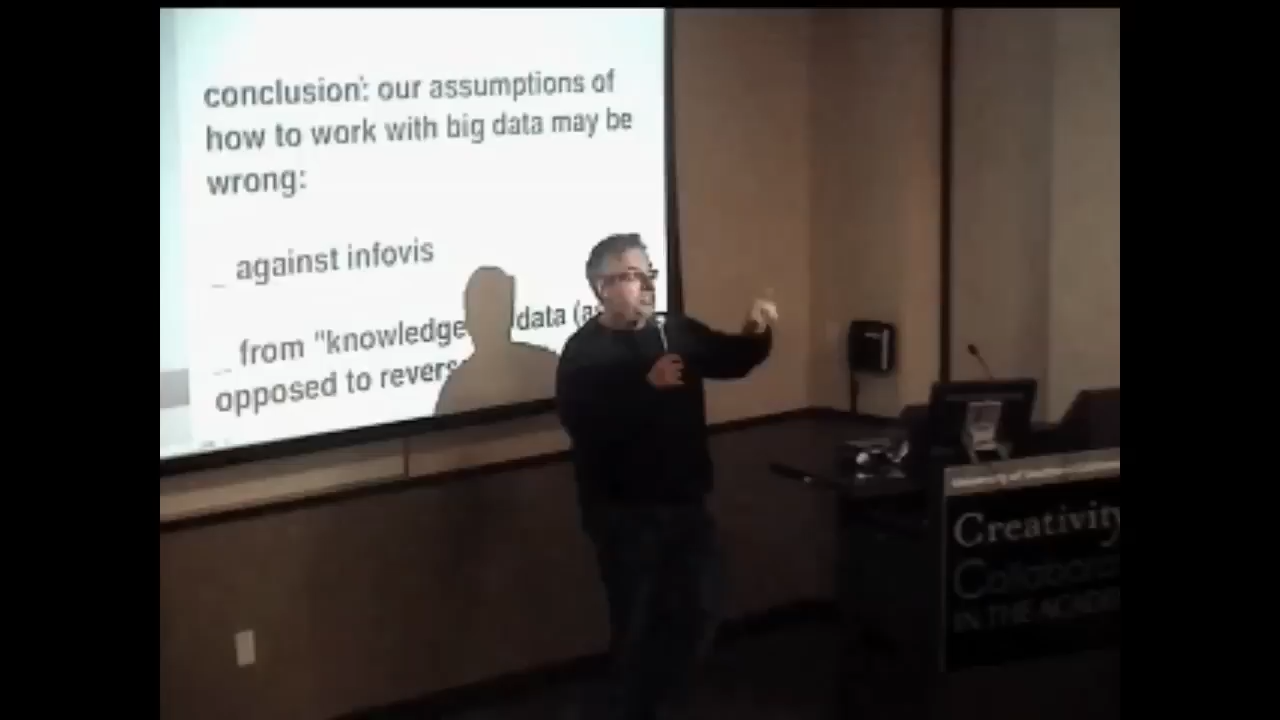 conclusion: our assumptions of
how to work with big data may be
wrong:
_ against infovis
_ from "knowledge data
opposed to
Creativity
IN THE